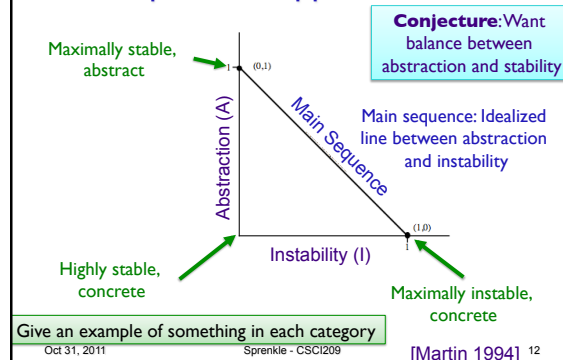 Conjecture: Want
balance between
abstraction and stability
Maximally stable,
abstract
1
(0,1)
Main Sequence
Main sequence: Idealized
line between abstraction
and instability
Abstraction (A)
(1,0)
1
Instability (I)
Highly stable,
concrete
Maximally instable,
concrete
Give an example of something in each category
Oct 31, 2011 Sprenkle - CSCI209 [Martin 1994] 12